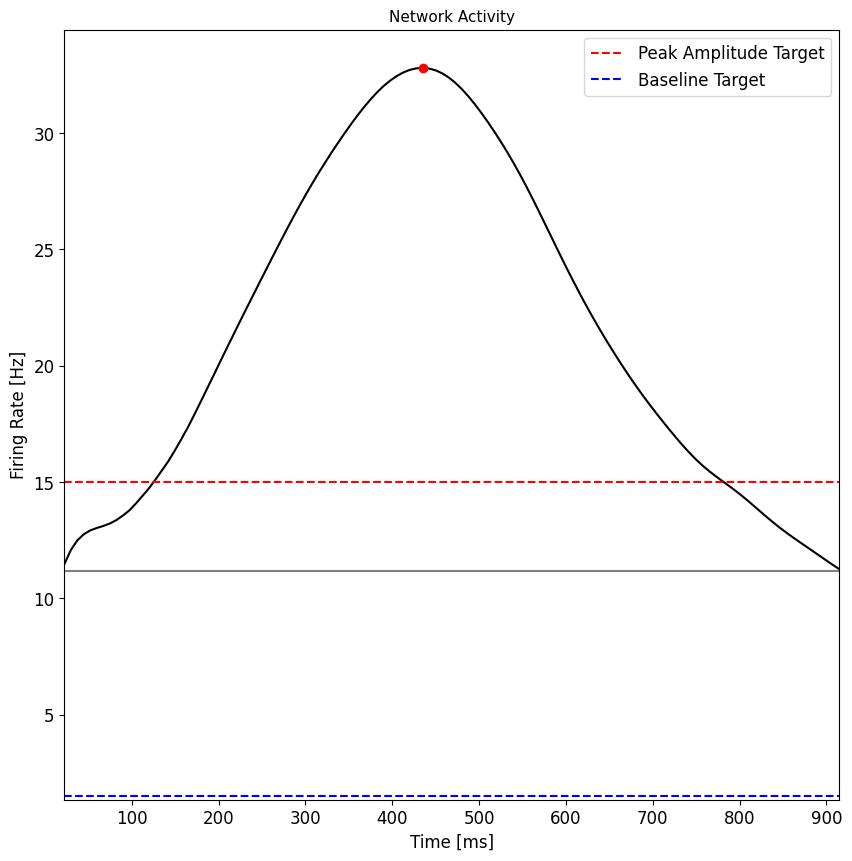 Network Activity
Peak Amplitude Target
Baseline Target
Firing Rate [Hz]
30
25
20
15
10
5
100 200 300 400 500 600 700 800 900
Time [ms]